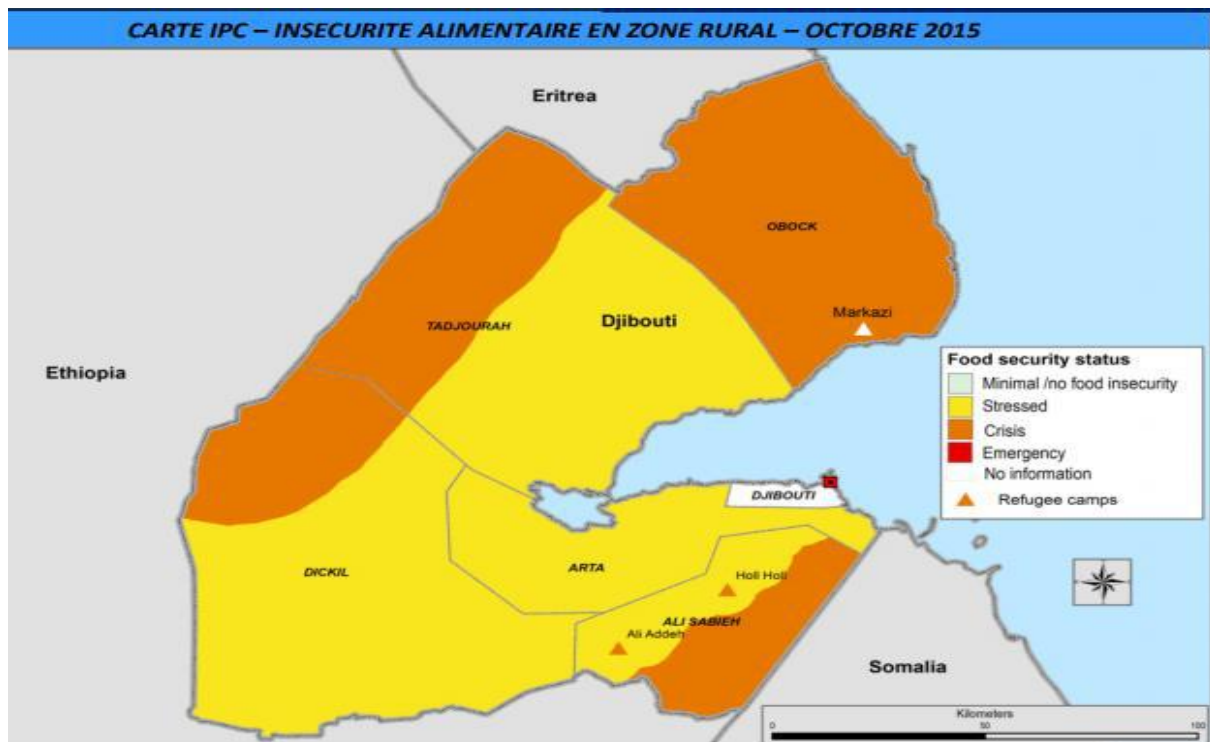 CARTE IPC – INSECURITE ALIMENTAIRE EN ZONE RURAL – OCTOBRE 2015
Eritrea
OBOCK
Markazi
TADJOURAH
Djibouti
Ethiopia
Food security status
Minimal /no food insecurity
Stressed
Crisis
Emergency
No information
Refugee camps
DJIBOUTI
DICKIL
ARTA
Holl Holl
ALI SABIEH
Ali Addeh
Somalia
Kilometers
0 50 100